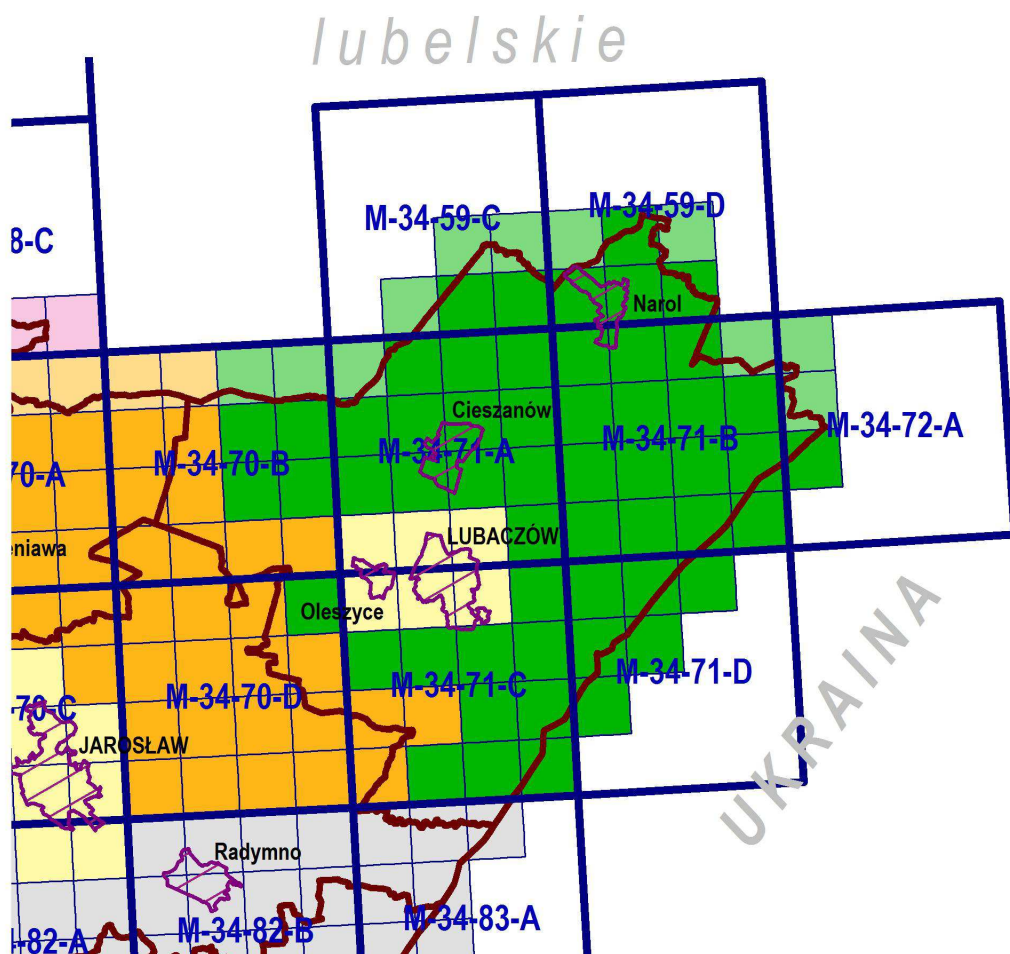 lubelskie
M-34-59-C
M-34-59-D
8-C
Narol
Cieszanów
M-34-72-A
M-34-71-B
M-34-71-A
M-34-70-B
70-A
LUBACZÓW
eniawa
Oleszyce
UKRAINA
M-34-71-D
M-34-71-C
M-34-70-D
-70-C
JAROSŁAW
Radymno
M-34-83-A
M-34-82-B
-82-A